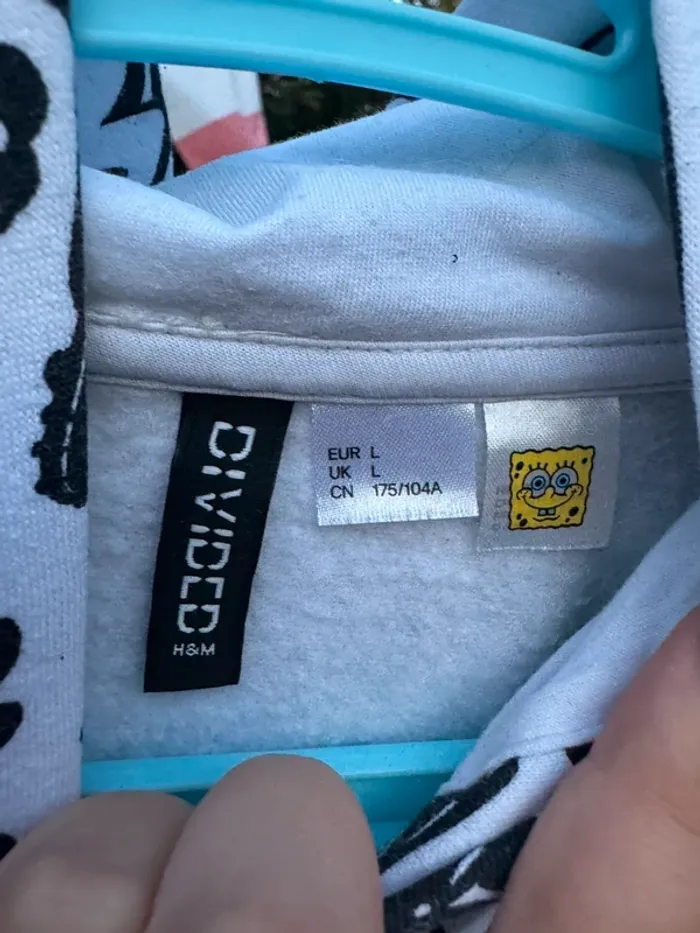 DIVIDED
H&M
EUR L
UK L
CN 175/104A